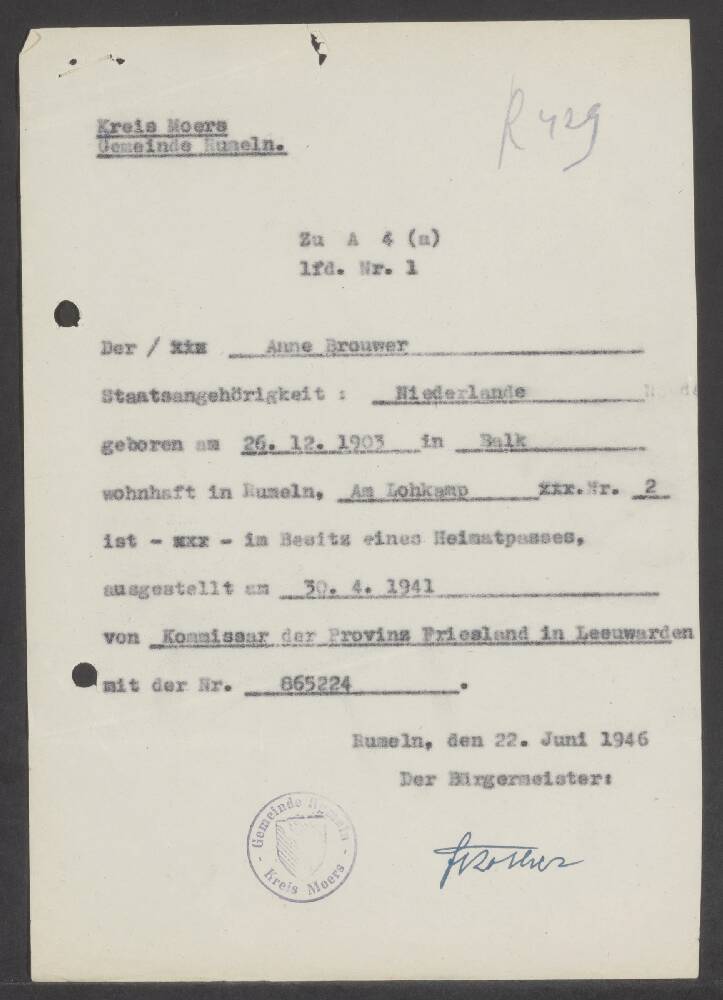 R 429
Kreis Moers
Gemeinde Rumeln.
Zu A 4 (a)
lfd. Nr. 1
Der / xxx Anne Brouwer
Staatsangehörigkeit : Niederlande
geboren am 26. 12. 1903 in Balk
wohnhaft in Rumeln, Am Lohkamp xxx.Nr. 2
ist - xxx - im Besitz eines Heimatpasses,
ausgestellt am 30. 4. 1941
von Kommissar der Provinz Friesland in Leeuwarden
mit der Nr. 865224 .
Rumeln, den 22. Juni 1946
Der Bürgermeister:
Gemeinde Rumeln
- Kreis Moers -